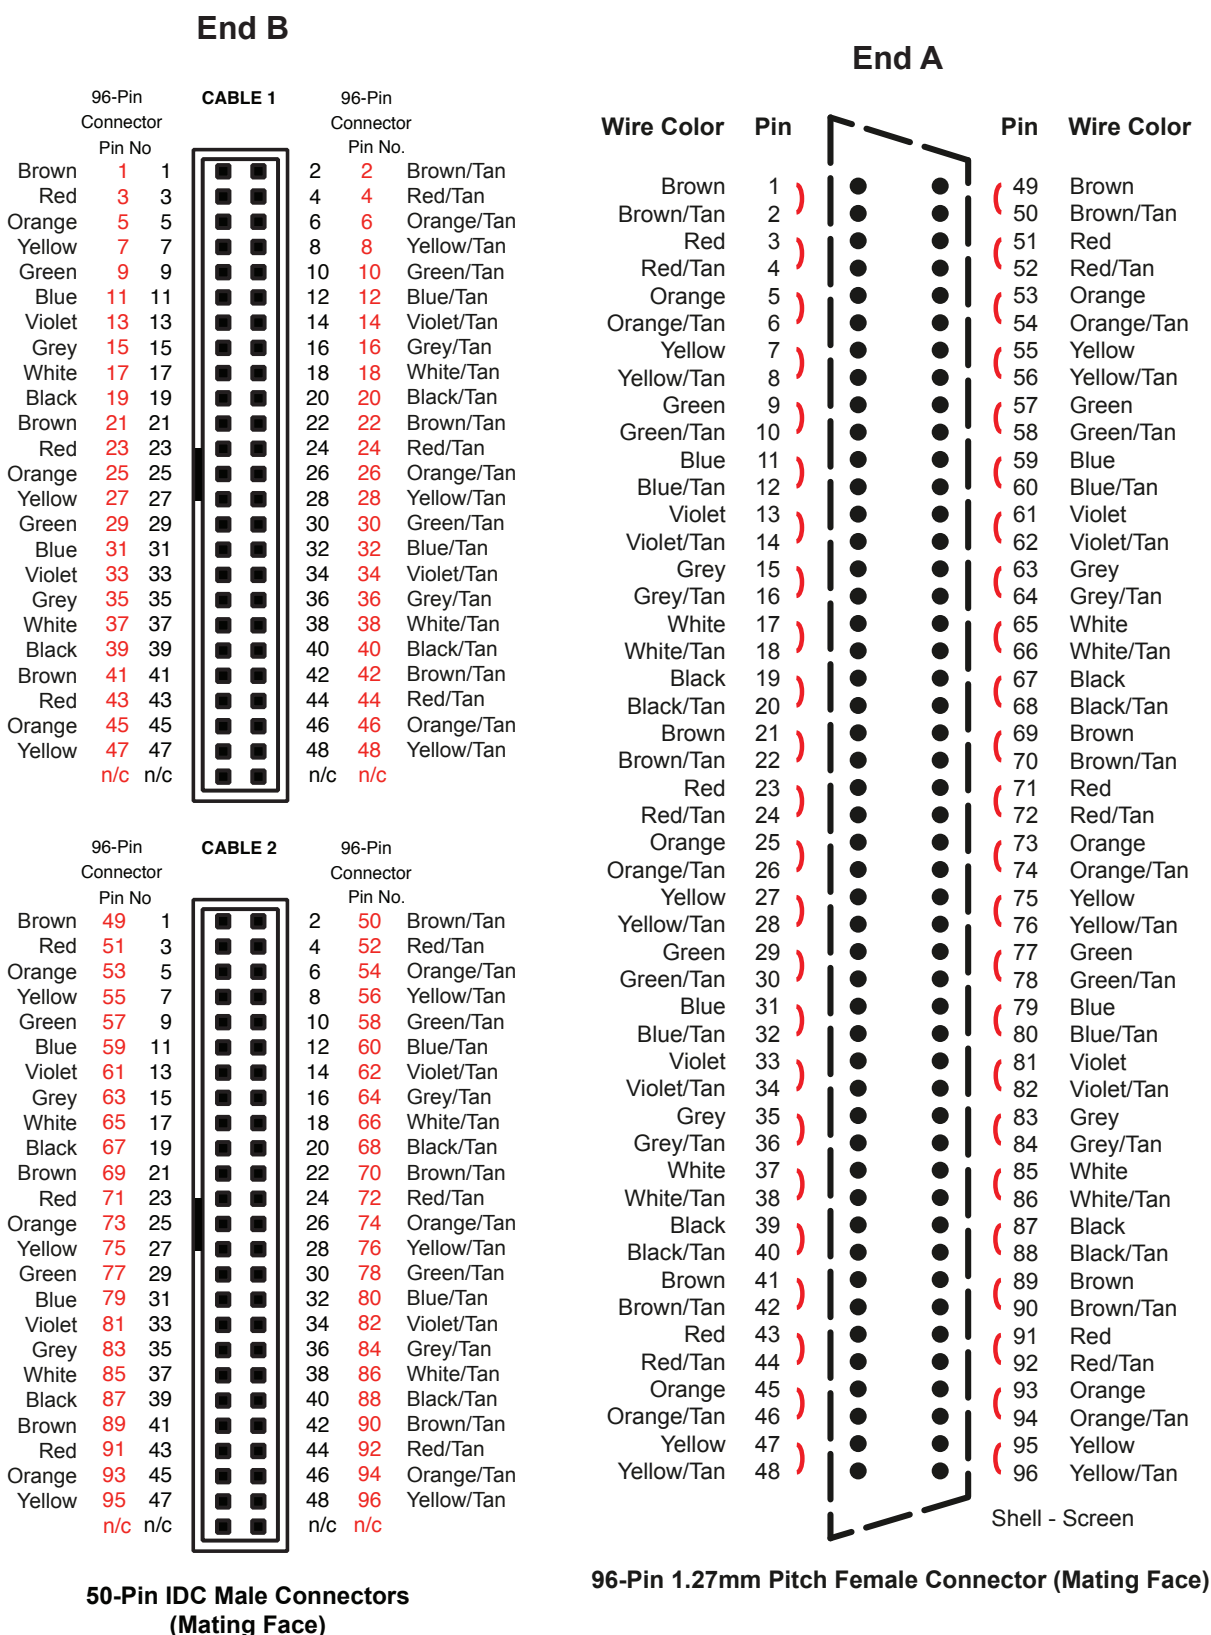 End B
96-Pin CABLE 1 96-Pin
Connector Connector
Pin No Pin No.
Brown 1 1 2 2 Brown/Tan
Red 3 3 4 4 Red/Tan
Orange 5 5 6 6 Orange/Tan
Yellow 7 7 8 8 Yellow/Tan
Green 9 9 10 10 Green/Tan
Blue 11 11 12 12 Blue/Tan
Violet 13 13 14 14 Violet/Tan
Grey 15 15 16 16 Grey/Tan
White 17 17 18 18 White/Tan
Black 19 19 20 20 Black/Tan
Brown 21 21 22 22 Brown/Tan
Red 23 23 24 24 Red/Tan
Orange 25 25 26 26 Orange/Tan
Yellow 27 27 28 28 Yellow/Tan
Green 29 29 30 30 Green/Tan
Blue 31 31 32 32 Blue/Tan
Violet 33 33 34 34 Violet/Tan
Grey 35 35 36 36 Grey/Tan
White 37 37 38 38 White/Tan
Black 39 39 40 40 Black/Tan
Brown 41 41 42 42 Brown/Tan
Red 43 43 44 44 Red/Tan
Orange 45 45 46 46 Orange/Tan
Yellow 47 47 48 48 Yellow/Tan
n/c n/c n/c n/c
96-Pin CABLE 2 96-Pin
Connector Connector
Pin No Pin No.
Brown 49 1 2 50 Brown/Tan
Red 51 3 4 52 Red/Tan
Orange 53 5 6 54 Orange/Tan
Yellow 55 7 8 56 Yellow/Tan
Green 57 9 10 58 Green/Tan
Blue 59 11 12 60 Blue/Tan
Violet 61 13 14 62 Violet/Tan
Grey 63 15 16 64 Grey/Tan
White 65 17 18 66 White/Tan
Black 67 19 20 68 Black/Tan
Brown 69 21 22 70 Brown/Tan
Red 71 23 24 72 Red/Tan
Orange 73 25 26 74 Orange/Tan
Yellow 75 27 28 76 Yellow/Tan
Green 77 29 30 78 Green/Tan
Blue 79 31 32 80 Blue/Tan
Violet 81 33 34 82 Violet/Tan
Grey 83 35 36 84 Grey/Tan
White 85 37 38 86 White/Tan
Black 87 39 40 88 Black/Tan
Brown 89 41 42 90 Brown/Tan
Red 91 43 44 92 Red/Tan
Orange 93 45 46 94 Orange/Tan
Yellow 95 47 48 96 Yellow/Tan
n/c n/c n/c n/c
50-Pin IDC Male Connectors
(Mating Face)
End A
Wire Color Pin Pin Wire Color
Brown 1 49 Brown
Brown/Tan 2 50 Brown/Tan
Red 3 51 Red
Red/Tan 4 52 Red/Tan
Orange 5 53 Orange
Orange/Tan 6 54 Orange/Tan
Yellow 7 55 Yellow
Yellow/Tan 8 56 Yellow/Tan
Green 9 57 Green
Green/Tan 10 58 Green/Tan
Blue 11 59 Blue
Blue/Tan 12 60 Blue/Tan
Violet 13 61 Violet
Violet/Tan 14 62 Violet/Tan
Grey 15 63 Grey
Grey/Tan 16 64 Grey/Tan
White 17 65 White
White/Tan 18 66 White/Tan
Black 19 67 Black
Black/Tan 20 68 Black/Tan
Brown 21 69 Brown
Brown/Tan 22 70 Brown/Tan
Red 23 71 Red
Red/Tan 24 72 Red/Tan
Orange 25 73 Orange
Orange/Tan 26 74 Orange/Tan
Yellow 27 75 Yellow
Yellow/Tan 28 76 Yellow/Tan
Green 29 77 Green
Green/Tan 30 78 Green/Tan
Blue 31 79 Blue
Blue/Tan 32 80 Blue/Tan
Violet 33 81 Violet
Violet/Tan 34 82 Violet/Tan
Grey 35 83 Grey
Grey/Tan 36 84 Grey/Tan
White 37 85 White
White/Tan 38 86 White/Tan
Black 39 87 Black
Black/Tan 40 88 Black/Tan
Brown 41 89 Brown
Brown/Tan 42 90 Brown/Tan
Red 43 91 Red
Red/Tan 44 92 Red/Tan
Orange 45 93 Orange
Orange/Tan 46 94 Orange/Tan
Yellow 47 95 Yellow
Yellow/Tan 48 96 Yellow/Tan
Shell - Screen
96-Pin 1.27mm Pitch Female Connector (Mating Face)